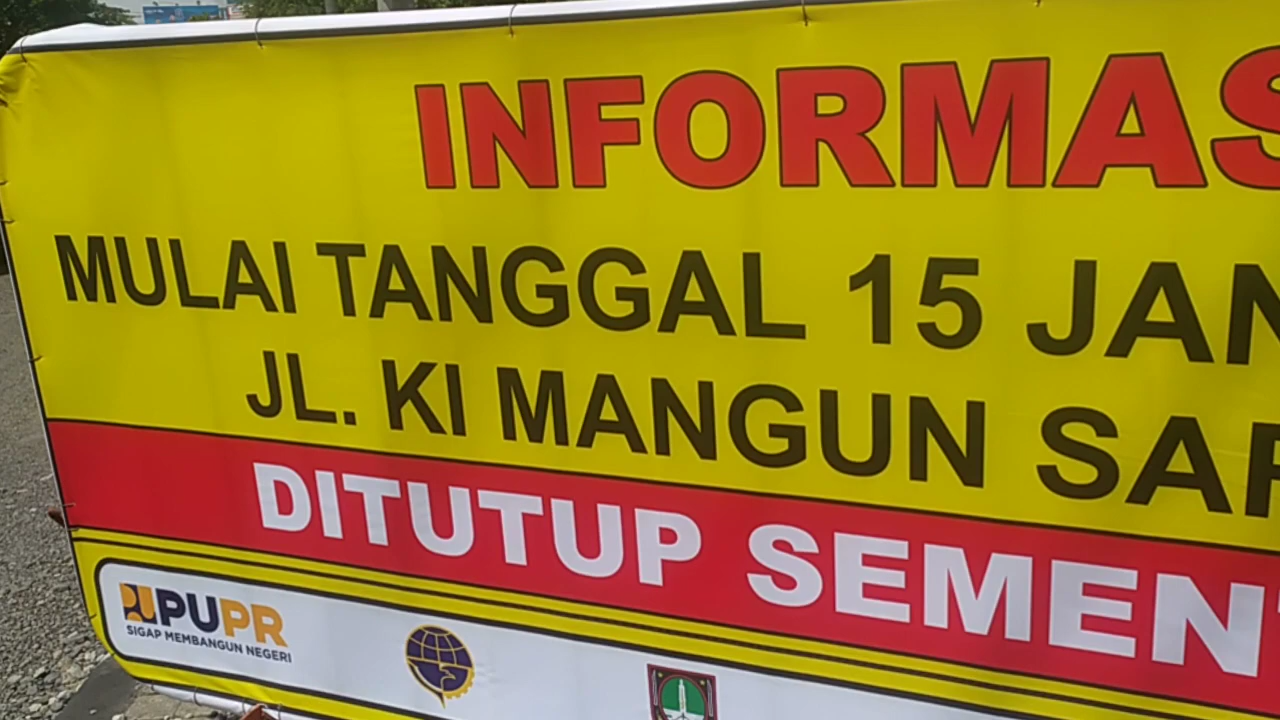 INFORMAS
MULAI TANGGAL 15 JAN
JL. KI MANGUN SAR
DITUTUP SEMEN
PUPR
SIGAP MEMBANGUN NEGERI